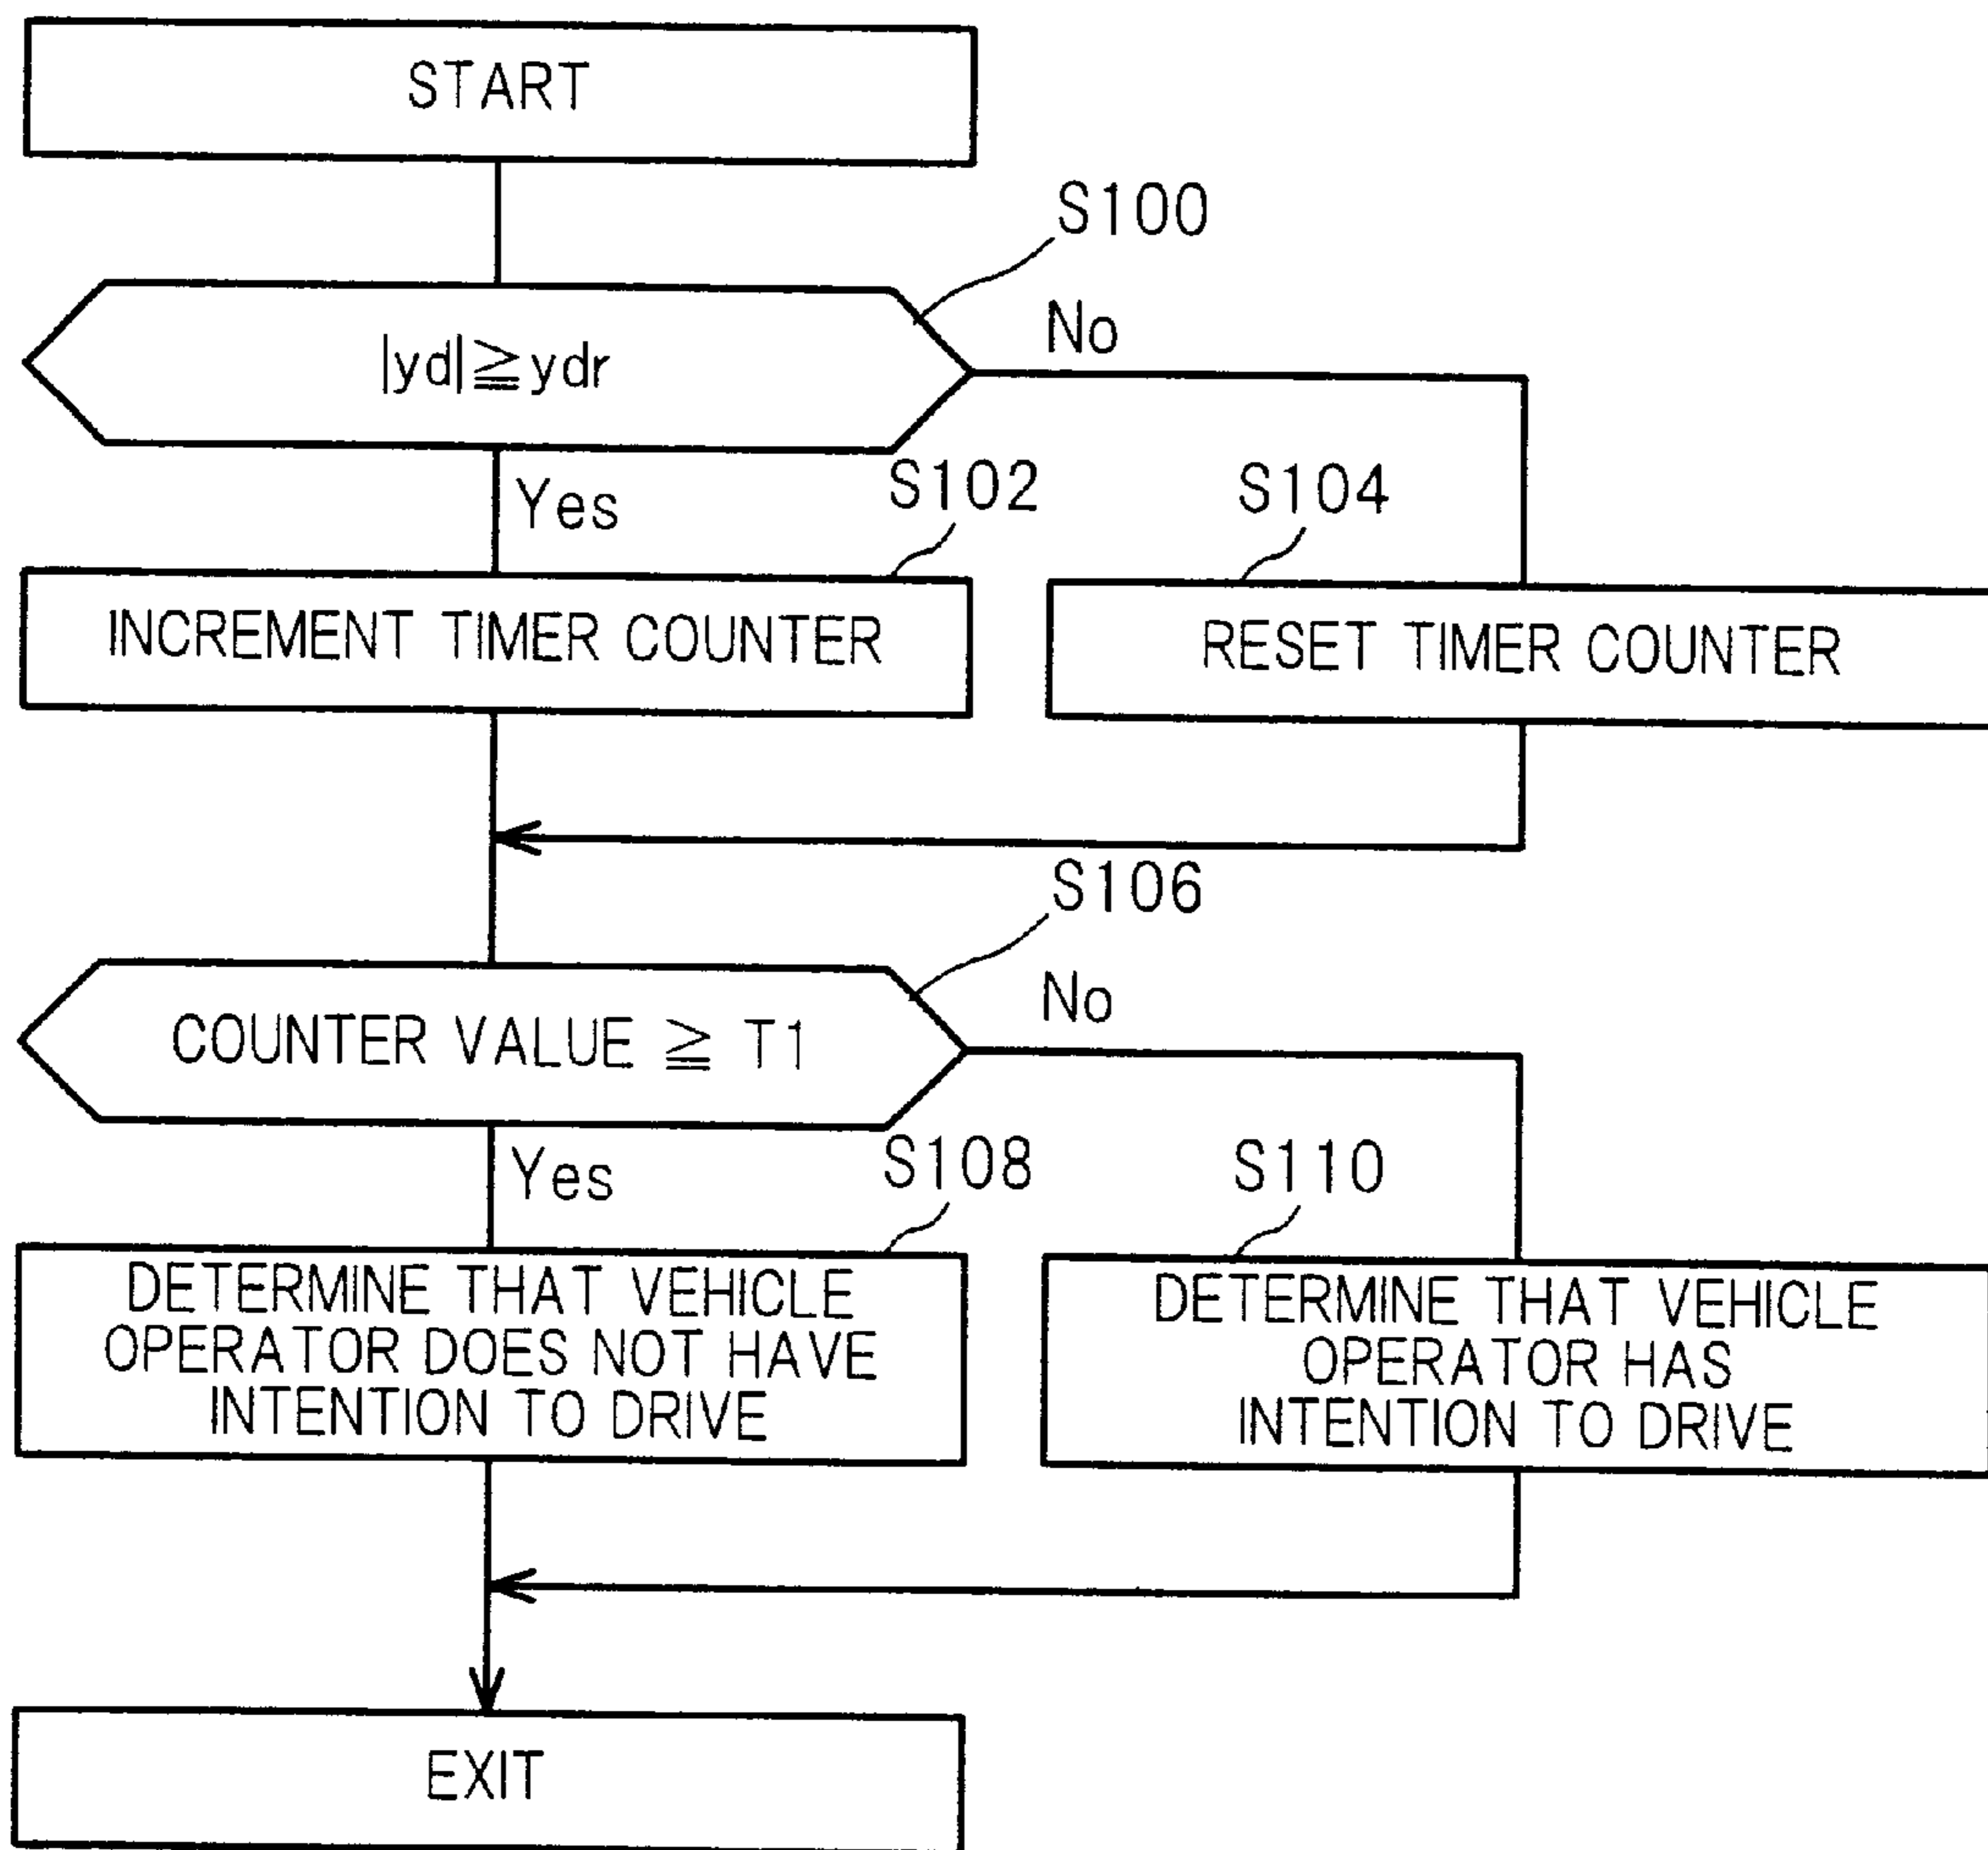 START
S100
|yd|≧ydr
No
Yes
S102
S104
INCREMENT TIMER COUNTER
RESET TIMER COUNTER
S106
COUNTER VALUE ≧ T1
No
Yes
S108
S110
DETERMINE THAT VEHICLE
OPERATOR DOES NOT HAVE
INTENTION TO DRIVE
DETERMINE THAT VEHICLE
OPERATOR HAS
INTENTION TO DRIVE
EXIT